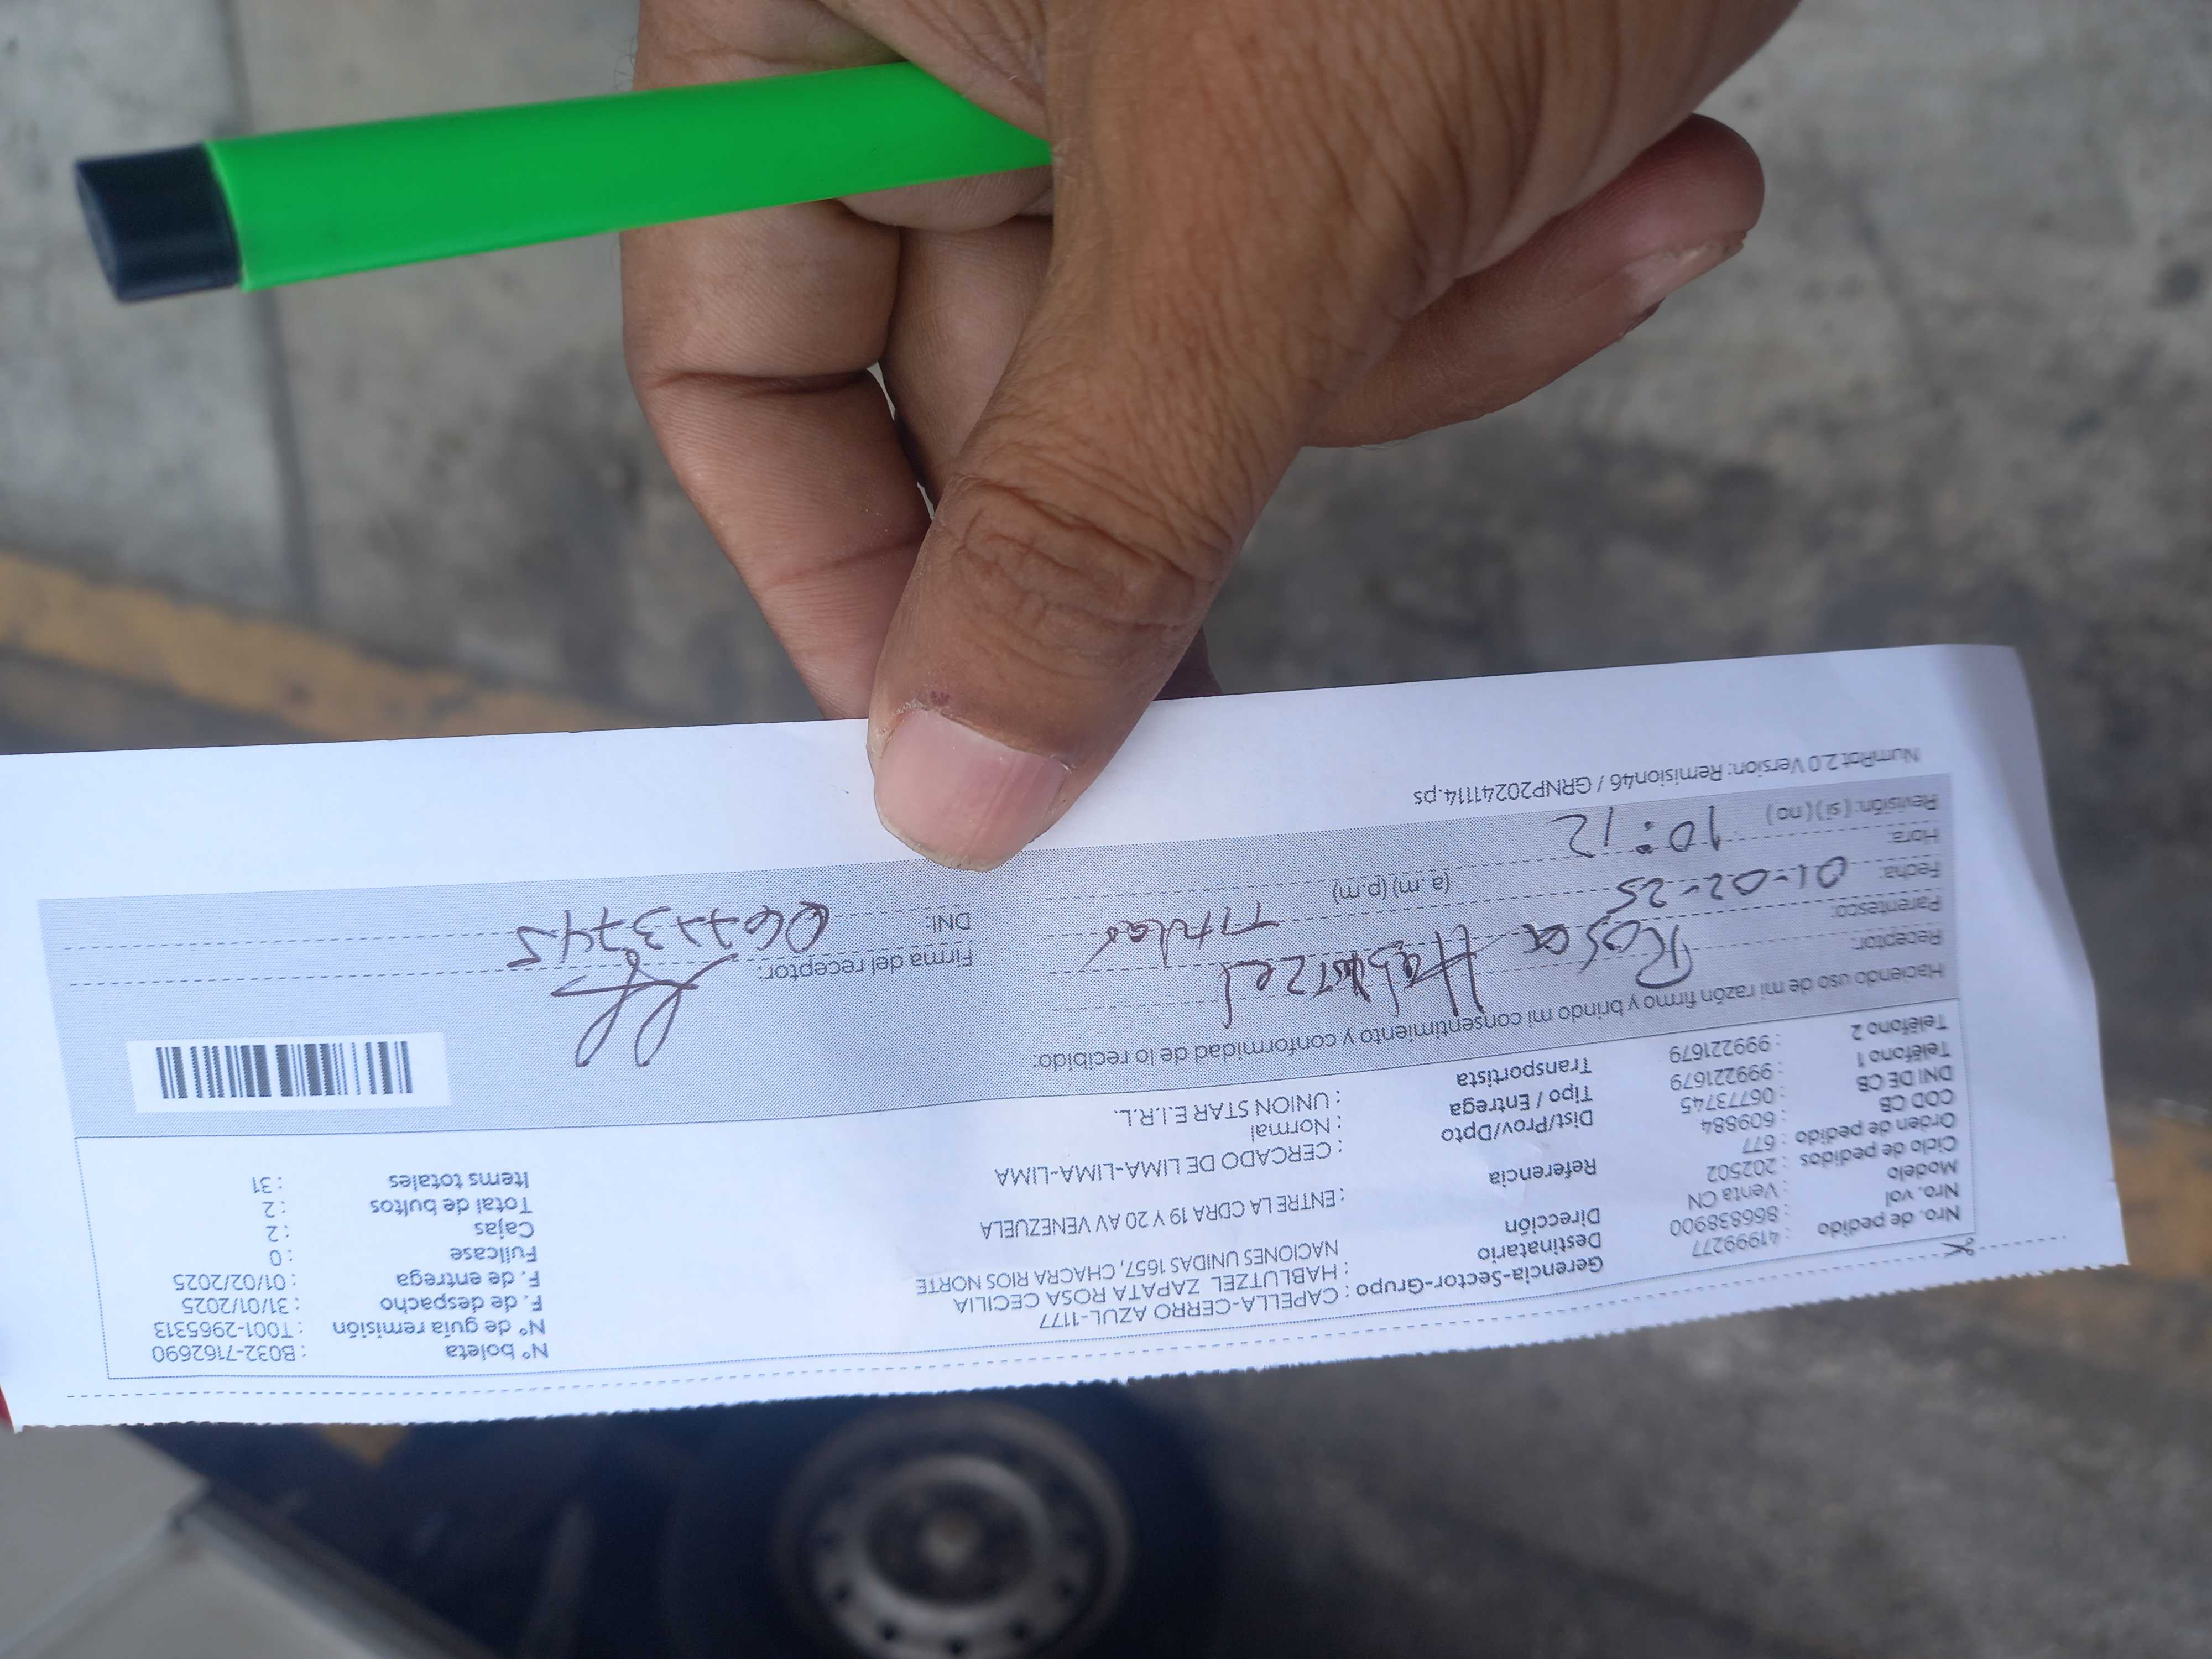 Nº boleta : B032-7162690
Nº de guía remisión : T001-2965313
F. de despacho : 31/01/2025
F. de entrega : 01/02/2025
Fullcase : 0
Cajas : 2
Total de bultos : 2
Items totales : 31
Gerencia-Sector-Grupo : CAPELLA-CERRO AZUL-1177
Destinatario : HABLUTZEL ZAPATA ROSA CECILIA
Dirección : NACIONES UNIDAS 1657, CHACRA RIOS NORTE
Referencia : ENTRE LA CDRA 19 Y 20 AV VENEZUELA
Dist/Prov/Dpto : CERCADO DE LIMA-LIMA-LIMA
Tipo / Entrega : Normal
Transportista : UNION STAR E.I.R.L.
Nro. de pedido : 41999277
Nro. vol : 866838900
Modelo : Venta CN
Ciclo de pedidos : 202502
Orden de pedido : 677
COD CB : 609884
DNI DE CB : 06773745
Teléfono 1 : 999221679
Teléfono 2 : 999221679
Haciendo uso de mi razón firmo y brindo mi consentimiento y conformidad de lo recibido:
Receptor: Rosa Hablutzel
Parentesco: Titular
Fecha: 01-02-25
Hora: 10:12 (a.m) (p.m)
Revisión: (si) (no)
Firma del receptor:
DNI: 06773745
NumRot 2.0 Version: Remision46 / GRNP20241114.ps